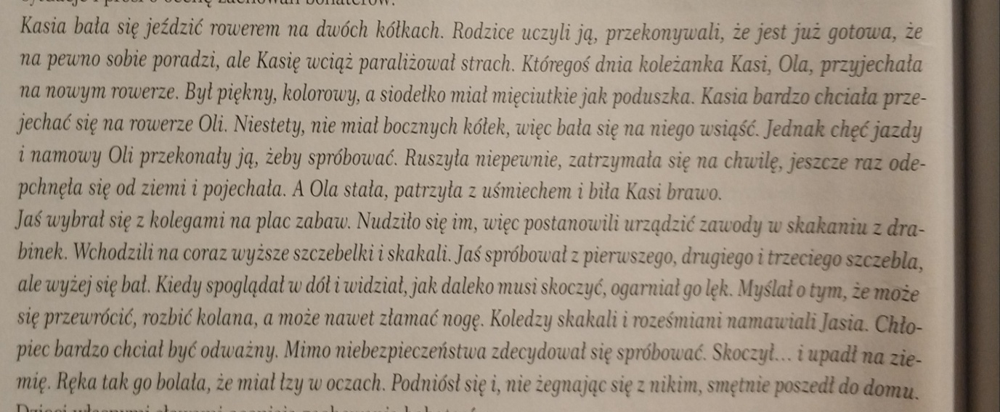 sytuacje i prosi o ocenę zachowań bohaterów.
Kasia bała się jeździć rowerem na dwóch kółkach. Rodzice uczyli ją, przekonywali, że jest już gotowa, że
na pewno sobie poradzi, ale Kasię wciąż paraliżował strach. Któregoś dnia koleżanka Kasi, Ola, przyjechała
na nowym rowerze. Był piękny, kolorowy, a siodełko miał mięciutkie jak poduszka. Kasia bardzo chciała prze-
jechać się na rowerze Oli. Niestety, nie miał bocznych kółek, więc bała się na niego wsiąść. Jednak chęć jazdy
i namowy Oli przekonały ją, żeby spróbować. Ruszyła niepewnie, zatrzymała się na chwilę, jeszcze raz ode-
pchnęła się od ziemi i pojechała. A Ola stała, patrzyła z uśmiechem i biła Kasi brawo.
Jaś wybrał się z kolegami na plac zabaw. Nudziło się im, więc postanowili urządzić zawody w skakaniu z dra-
binek. Wchodzili na coraz wyższe szczebelki i skakali. Jaś spróbował z pierwszego, drugiego i trzeciego szczebla,
ale wyżej się bał. Kiedy spoglądał w dół i widział, jak daleko musi skoczyć, ogarniał go lęk. Myślał o tym, że może
się przewrócić, rozbić kolana, a może nawet złamać nogę. Koledzy skakali i roześmiani namawiali Jasia. Chło-
piec bardzo chciał być odważny. Mimo niebezpieczeństwa zdecydował się spróbować. Skoczył... i upadł na zie-
mię. Ręka tak go bolała, że miał łzy w oczach. Podniósł się i, nie żegnając się z nikim, smętnie poszedł do domu.